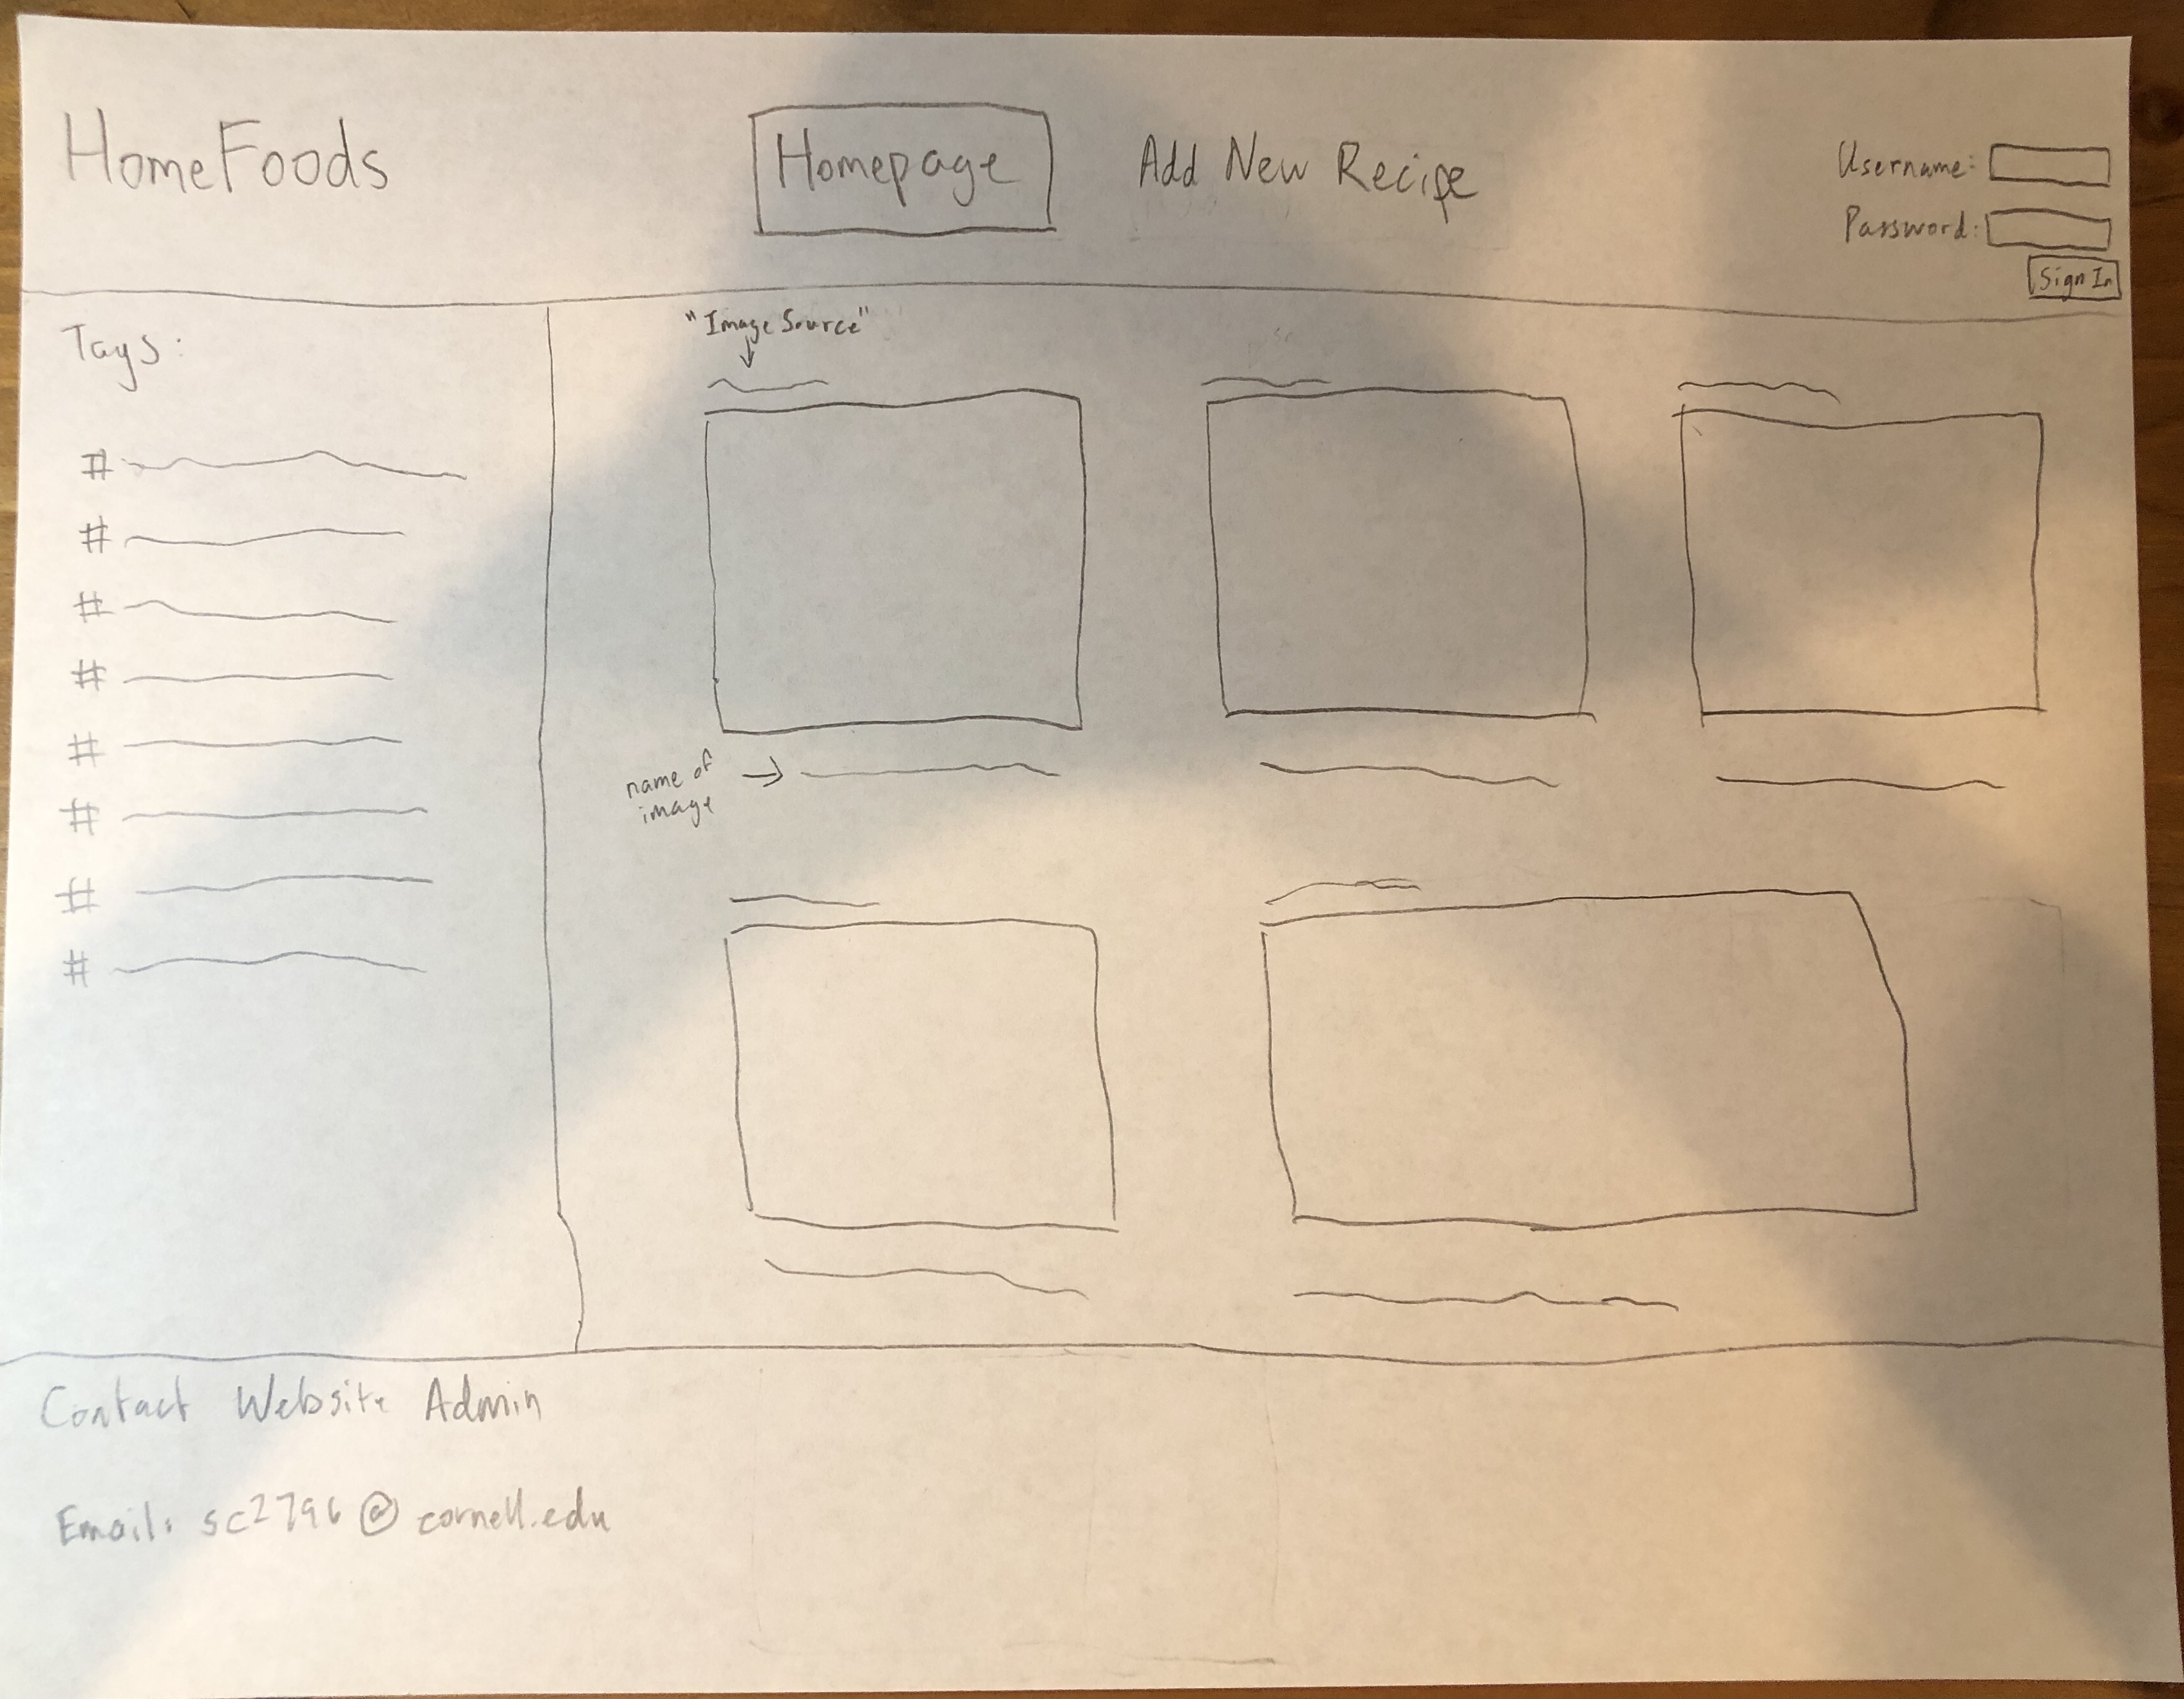 HomeFoods
Homepage
Add New Recipe
Username:
Password:
Sign In
Tags:
"Image Source"
#
#
#
#
#
#
#
#
name of
image
Contact Website Admin
Email: sc2796@cornell.edu